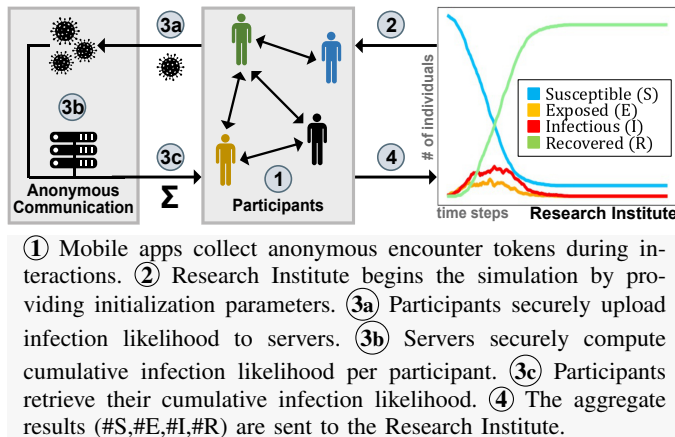 3a
2
# of individuals
Susceptible (S)
Exposed (E)
Infectious (I)
Recovered (R)
3b
3c
1
4
Anonymous
Communication
Σ
Participants
time steps
Research Institute
① Mobile apps collect anonymous encounter tokens during in-
teractions. ② Research Institute begins the simulation by pro-
viding initialization parameters. 3a Participants securely upload
infection likelihood to servers. 3b Servers securely compute
cumulative infection likelihood per participant. 3c Participants
retrieve their cumulative infection likelihood. ④ The aggregate
results (#S,#E,#I,#R) are sent to the Research Institute.